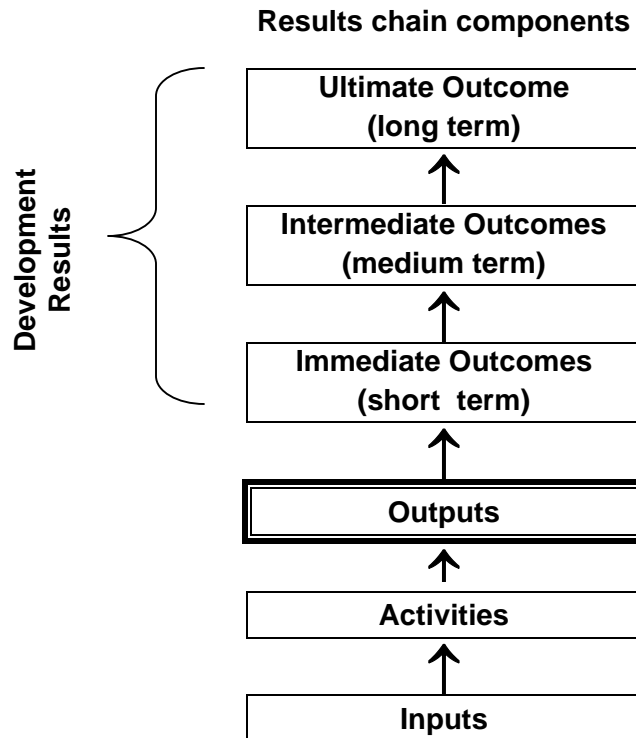 Results chain components
Ultimate Outcome
(long term)
Intermediate Outcomes
(medium term)
Development
Results
Immediate Outcomes
(short term)
Outputs
Activities
Inputs